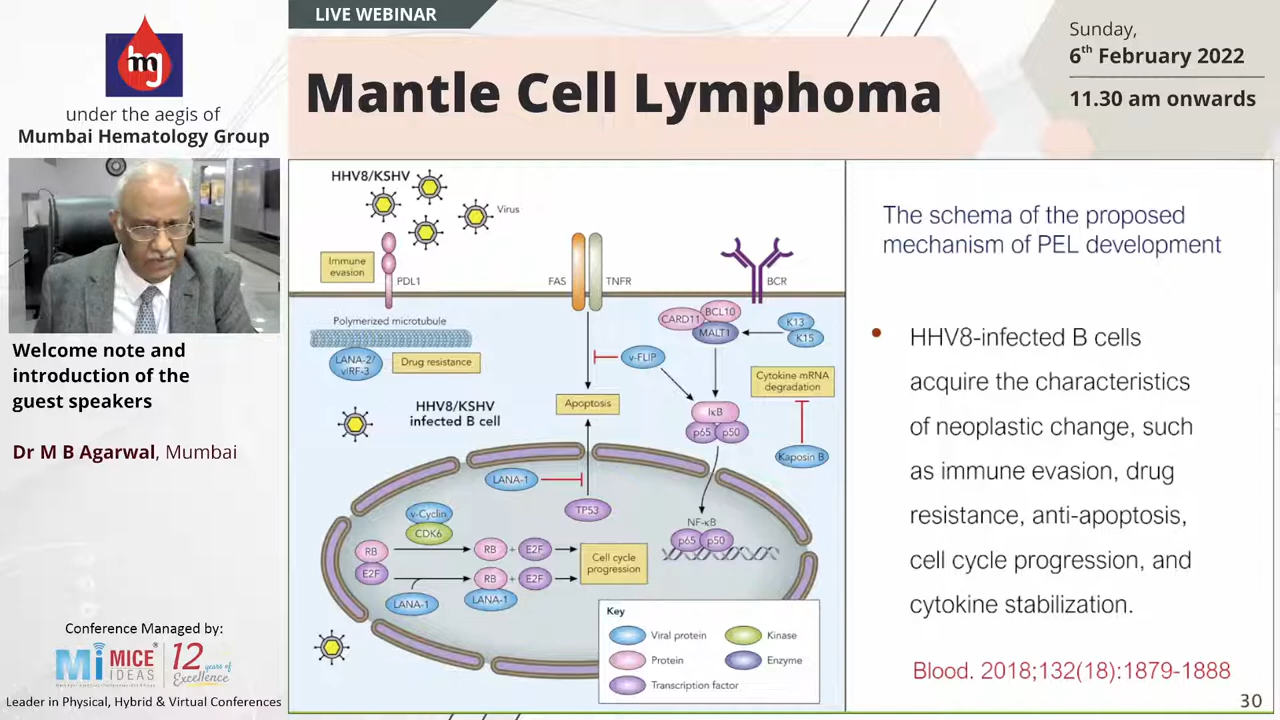 LIVE WEBINAR
Mantle Cell Lymphoma
Sunday,
6th February 2022
11.30 am onwards
mg
under the aegis of
Mumbai Hematology Group
Welcome note and
introduction of the
guest speakers
Dr M B Agarwal, Mumbai
Conference Managed by:
Mi MICE
IDEAS
12 years of
Excellence
Leader in Physical, Hybrid & Virtual Conferences
HHV8/KSHV
Virus
Immune
evasion
PDL1
FAS
TNFR
BCR
Polymerized microtubule
LANA-2/
vIRF-3
Drug resistance
CARD11
BCL10
MALT1
K13
K15
v-FLIP
Cytokine mRNA
degradation
HHV8/KSHV
infected B cell
Apoptosis
IκB
p65
p50
Kaposin B
LANA-1
TP53
v-Cyclin
CDK6
NF-κB
p65
p50
RB
E2F
RB + E2F
RB + E2F
LANA-1
LANA-1
Cell cycle
progression
Key
Viral protein
Kinase
Protein
Enzyme
Transcription factor
The schema of the proposed
mechanism of PEL development
• HHV8-infected B cells
acquire the characteristics
of neoplastic change, such
as immune evasion, drug
resistance, anti-apoptosis,
cell cycle progression, and
cytokine stabilization.
Blood. 2018;132(18):1879-1888
30